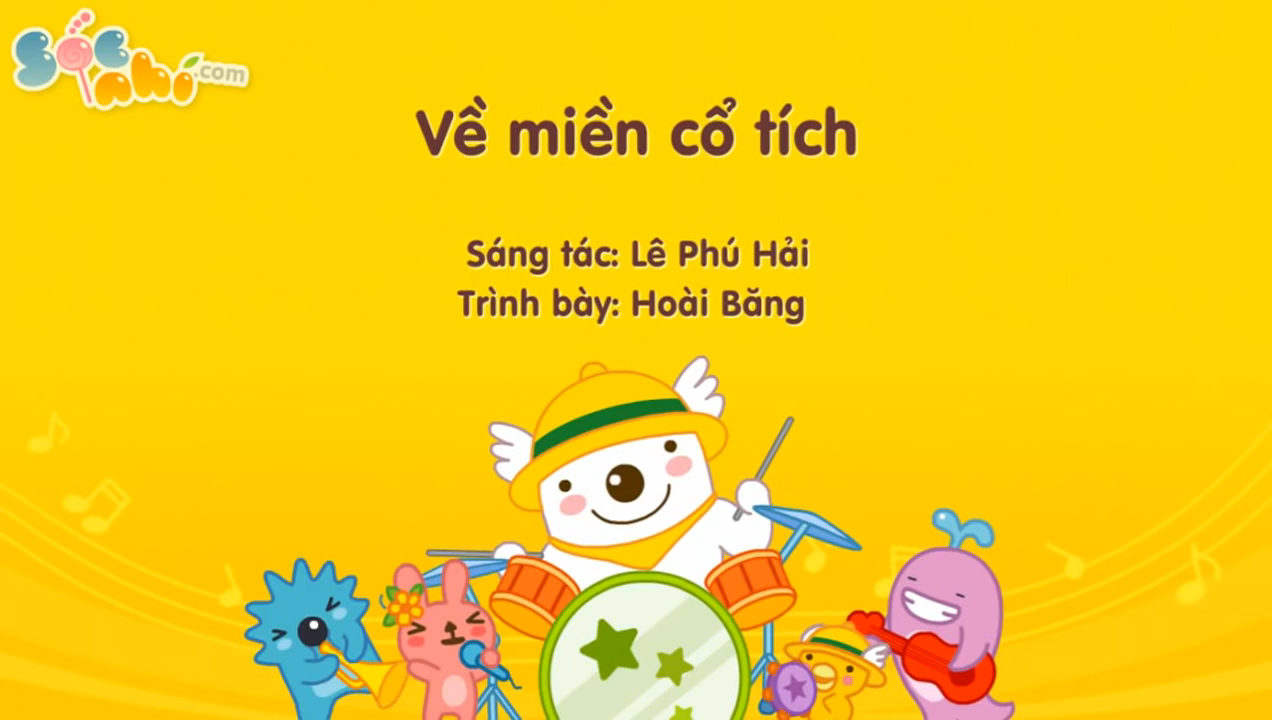 Sóc nhí.com
Về miền cổ tích
Sáng tác: Lê Phú Hải
Trình bày: Hoài Băng